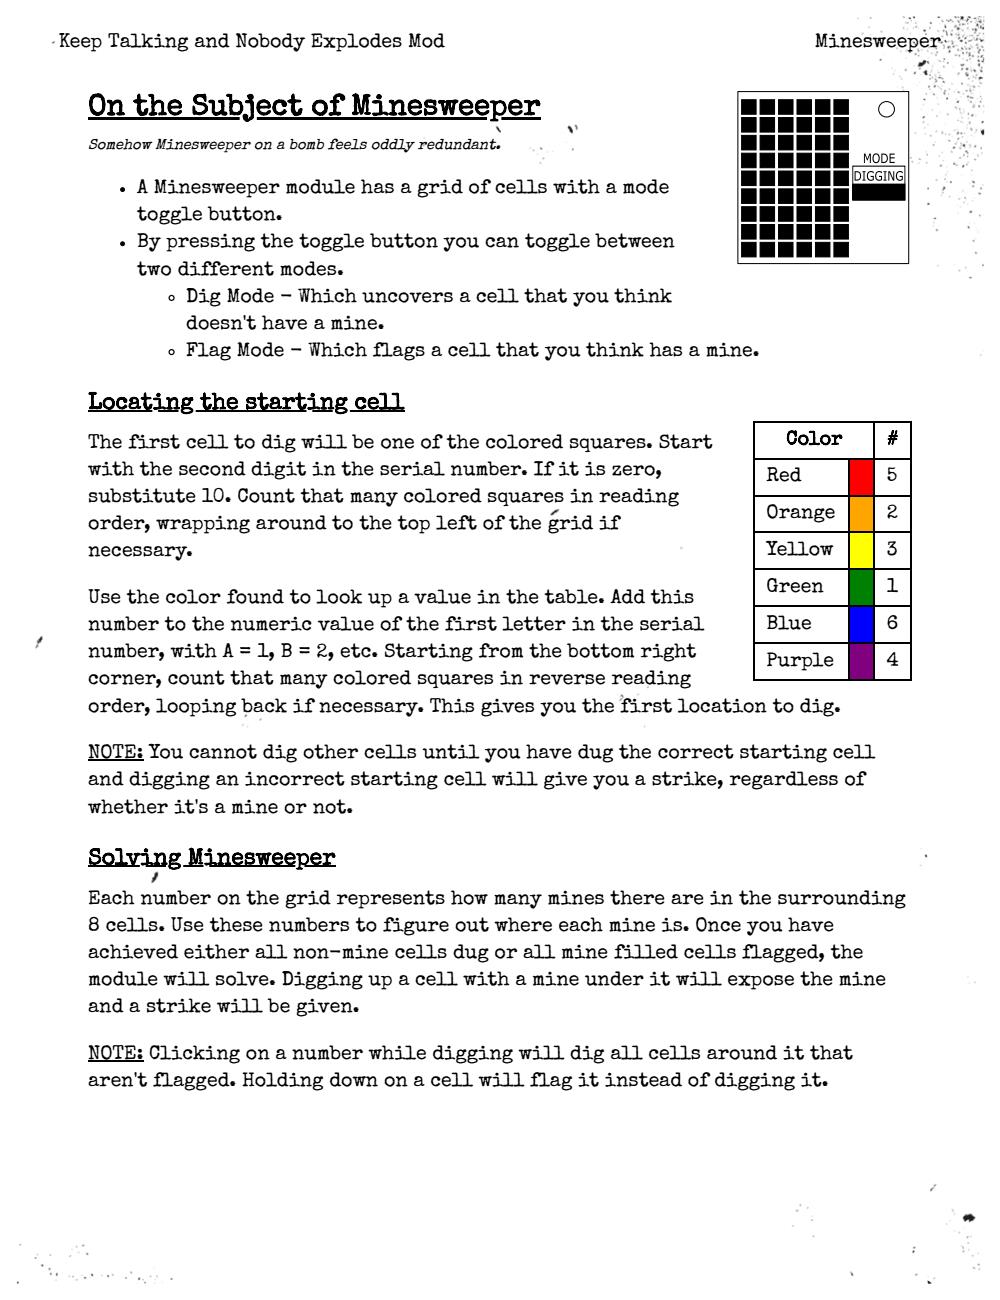 Keep Talking and Nobody Explodes Mod
Minesweeper
On the Subject of Minesweeper
Somehow Minesweeper on a bomb feels oddly redundant.
• A Minesweeper module has a grid of cells with a mode
toggle button.
• By pressing the toggle button you can toggle between
two different modes.
◦ Dig Mode – Which uncovers a cell that you think
doesn't have a mine.
◦ Flag Mode – Which flags a cell that you think has a mine.
MODE
DIGGING
Locating the starting cell
The first cell to dig will be one of the colored squares. Start
with the second digit in the serial number. If it is zero,
substitute 10. Count that many colored squares in reading
order, wrapping around to the top left of the grid if
necessary.
Use the color found to look up a value in the table. Add this
number to the numeric value of the first letter in the serial
number, with A = 1, B = 2, etc. Starting from the bottom right
corner, count that many colored squares in reverse reading
order, looping back if necessary. This gives you the first location to dig.
Color #
Red 5
Orange 2
Yellow 3
Green 1
Blue 6
Purple 4
NOTE: You cannot dig other cells until you have dug the correct starting cell
and digging an incorrect starting cell will give you a strike, regardless of
whether it's a mine or not.
Solving Minesweeper
Each number on the grid represents how many mines there are in the surrounding
8 cells. Use these numbers to figure out where each mine is. Once you have
achieved either all non-mine cells dug or all mine filled cells flagged, the
module will solve. Digging up a cell with a mine under it will expose the mine
and a strike will be given.
NOTE: Clicking on a number while digging will dig all cells around it that
aren't flagged. Holding down on a cell will flag it instead of digging it.